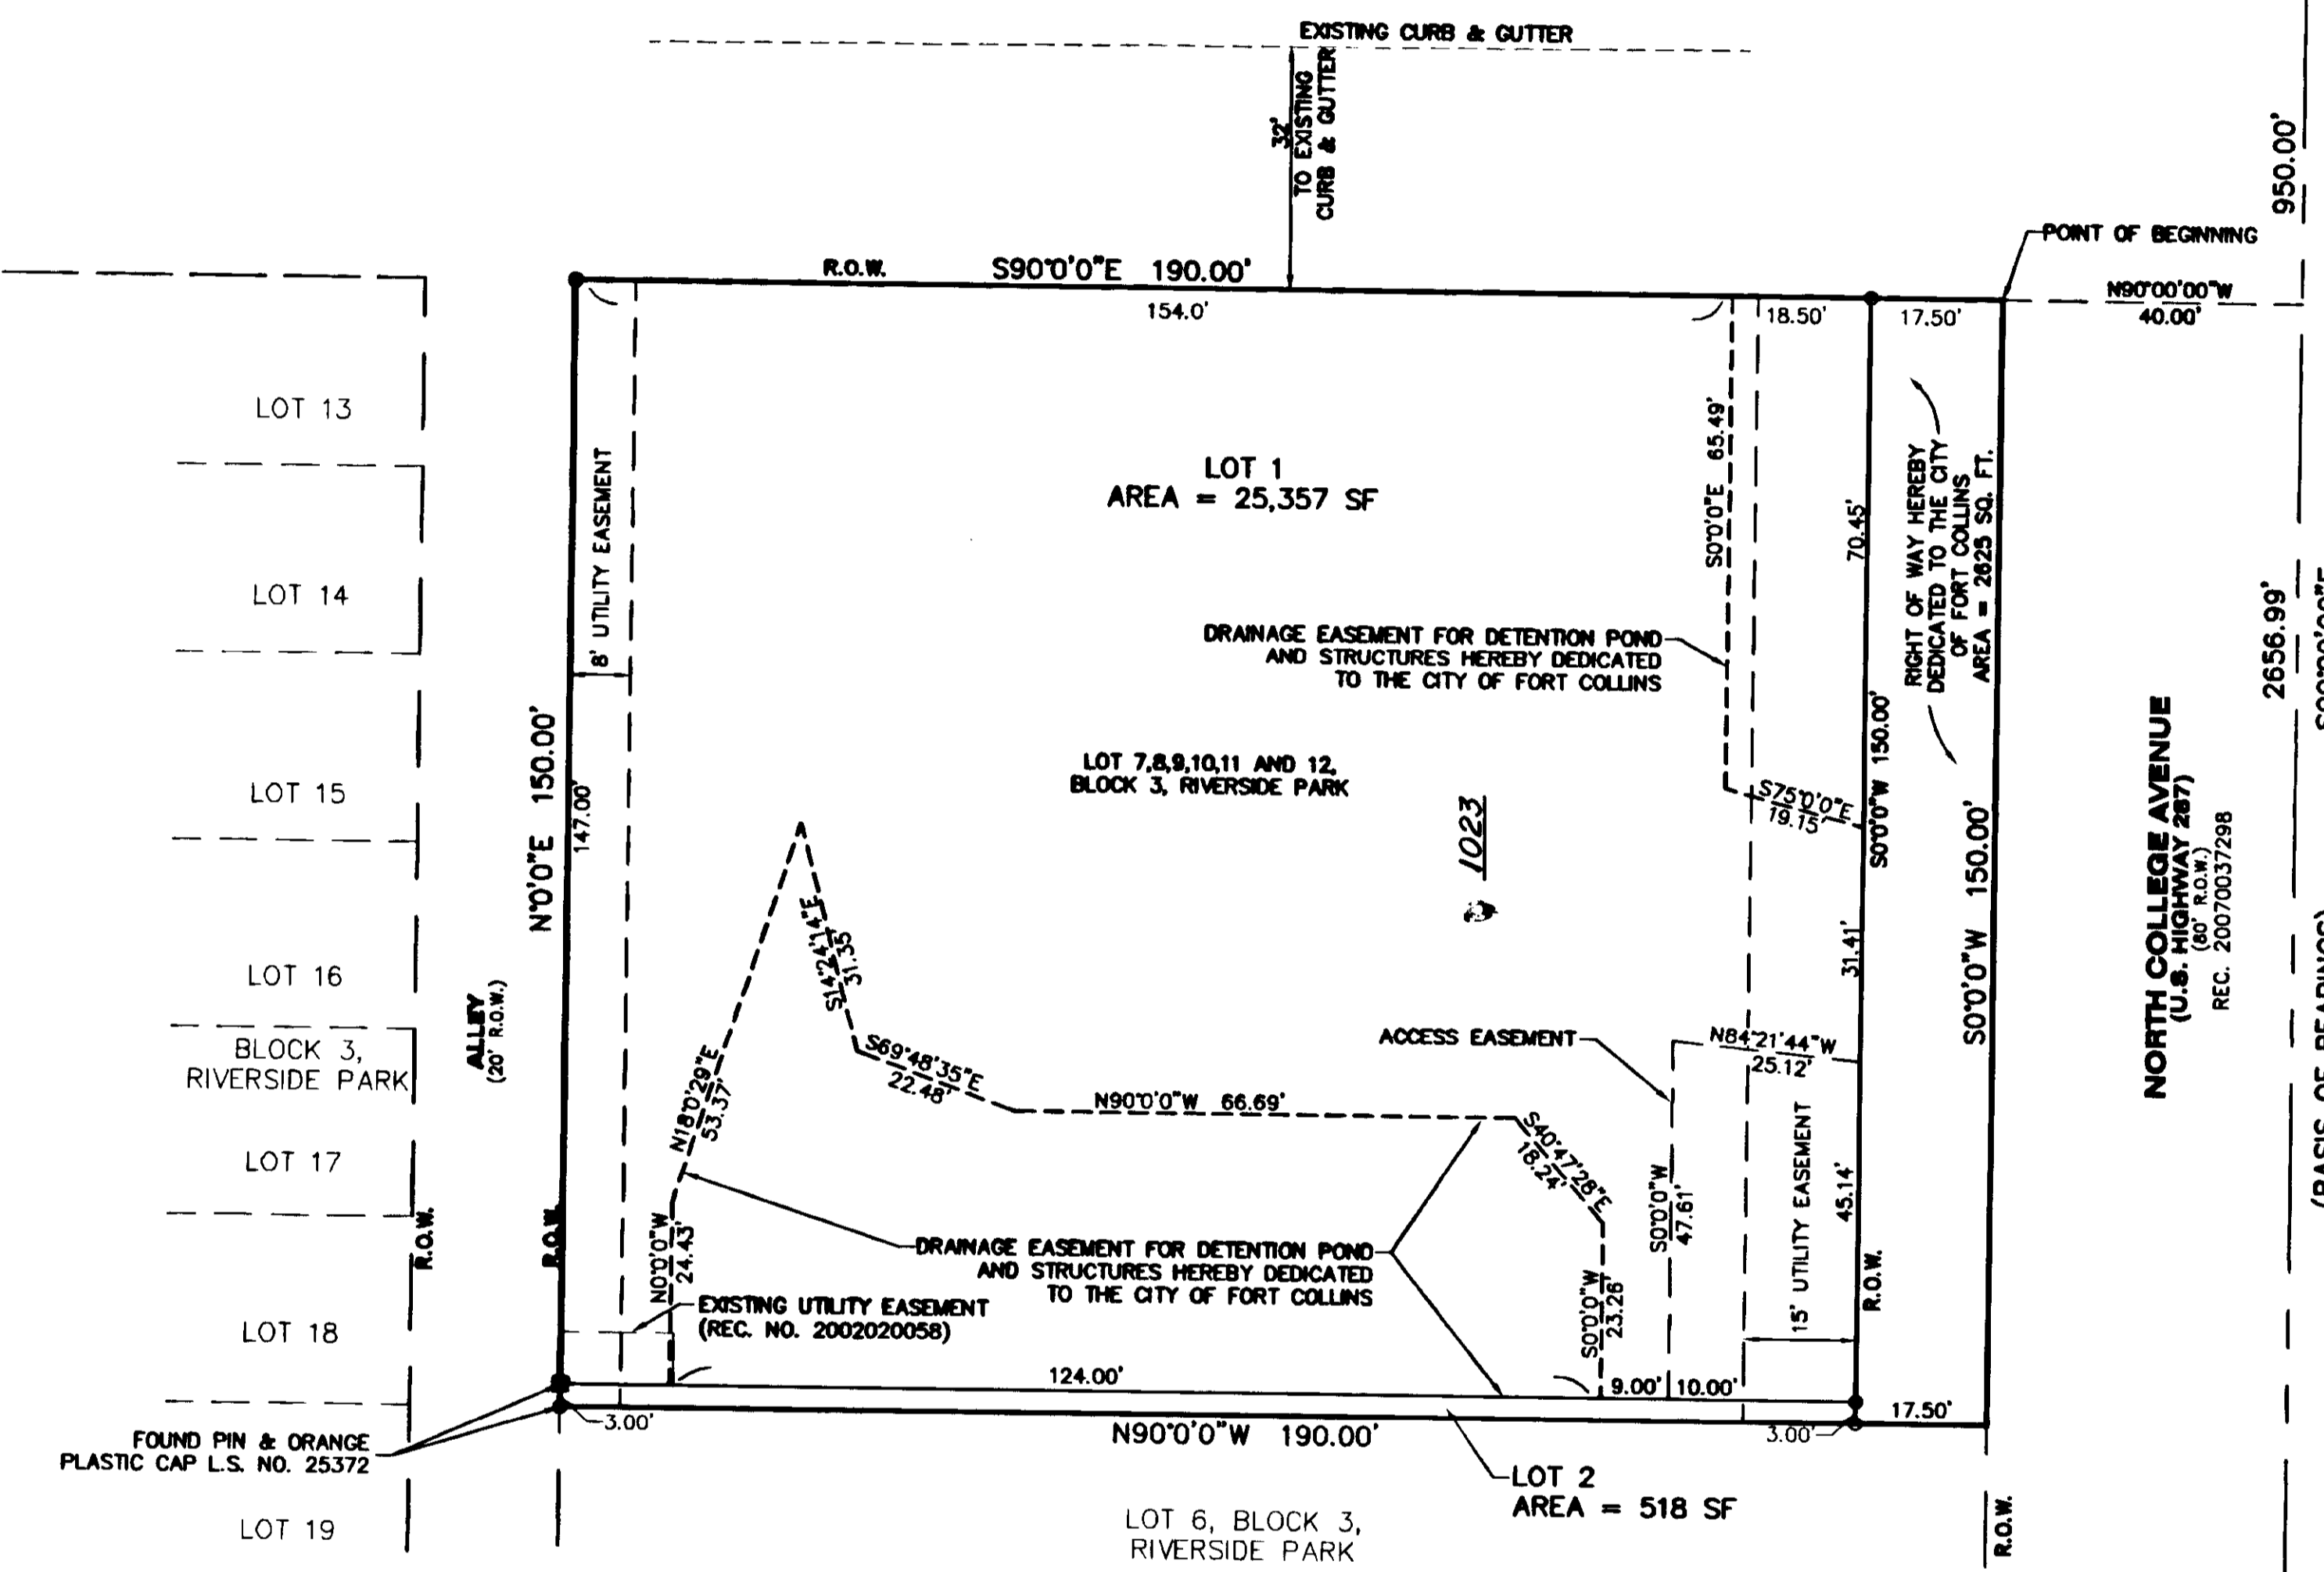 EXISTING CURB & GUTTER
32'
TO EXISTING
CURB & GUTTER
950.00'
POINT OF BEGINNING
R.O.W.
S90°0'0"E 190.00'
N90°00'00"W
40.00'
154.0'
18.50'
17.50'
LOT 13
LOT 14
LOT 15
LOT 16
BLOCK 3,
RIVERSIDE PARK
LOT 17
LOT 18
LOT 19
R.O.W.
ALLEY
(20' R.O.W.)
N0°0'0"E 150.00'
147.00'
R.O.W.
8' UTILITY EASEMENT
LOT 1
AREA = 25,357 SF
S0°0'0"E 65.49'
70.45'
RIGHT OF WAY HEREBY
DEDICATED TO THE CITY
OF FORT COLLINS
AREA = 2625 SQ. FT.
DRAINAGE EASEMENT FOR DETENTION POND
AND STRUCTURES HEREBY DEDICATED
TO THE CITY OF FORT COLLINS
2656.99'
LOT 7,8,9,10,11 AND 12,
BLOCK 3, RIVERSIDE PARK
1023
S75°0'0"E
19.15'
S0°0'0"W 150.00'
S0°0'0"W 150.00'
NORTH COLLEGE AVENUE
(U.S. HIGHWAY 287)
(80' R.O.W.)
REC. 20070037298
(BASIS OF BEARINGS)
31.41'
S14°24'14"E
31.35'
N18°0'29"E
53.37'
S69°48'35"E
22.48'
N90°0'0"W 66.69'
S40°47'28"E
18.24'
ACCESS EASEMENT
N84°21'44"W
25.12'
S0°0'0"W
47.61'
15' UTILITY EASEMENT
45.14'
R.O.W.
N0°0'0"W
24.43'
DRAINAGE EASEMENT FOR DETENTION POND
AND STRUCTURES HEREBY DEDICATED
TO THE CITY OF FORT COLLINS
EXISTING UTILITY EASEMENT
(REC. NO. 2002020058)
S0°0'0"W
23.26'
124.00'
9.00'
10.00'
3.00'
N90°0'0"W 190.00'
3.00'
17.50'
FOUND PIN & ORANGE
PLASTIC CAP L.S. NO. 25372
LOT 2
AREA = 518 SF
LOT 6, BLOCK 3,
RIVERSIDE PARK
R.O.W.